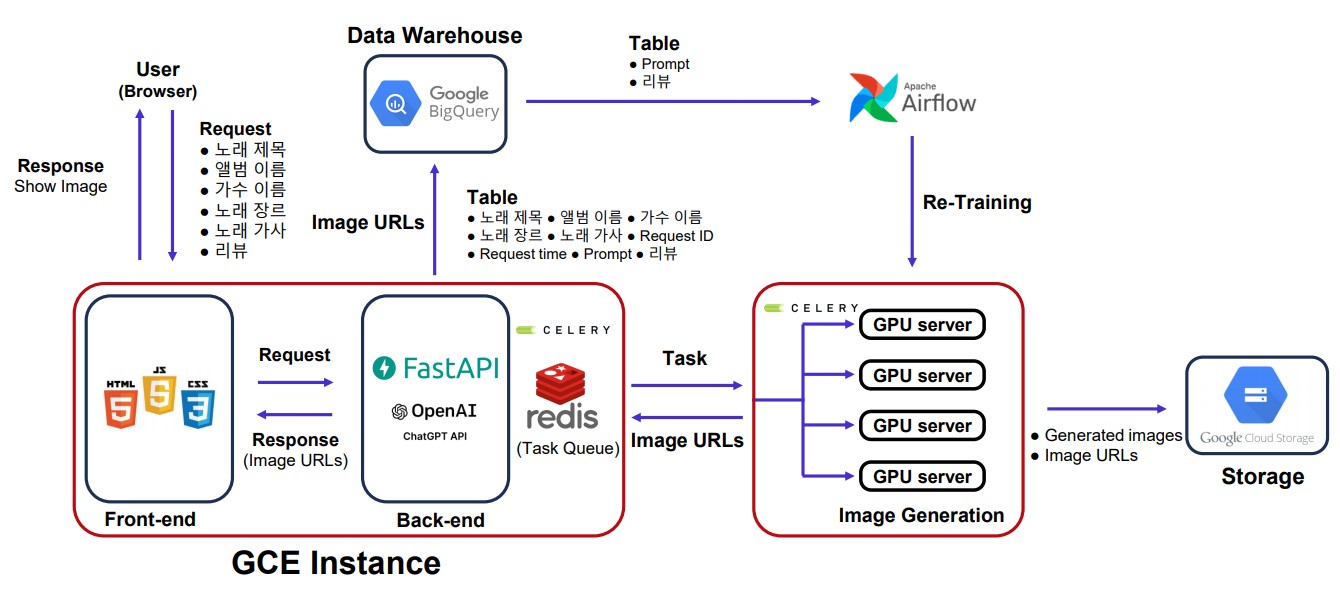 Data Warehouse
Google
BigQuery
Table
● Prompt
● 리뷰
Apache
Airflow
User
(Browser)
Response
Show Image
Request
● 노래 제목
● 앨범 이름
● 가수 이름
● 노래 장르
● 노래 가사
● 리뷰
Image URLs
Table
● 노래 제목 ● 앨범 이름 ● 가수 이름
● 노래 장르 ● 노래 가사 ● Request ID
● Request time ● Prompt ● 리뷰
Re-Training
HTML
5
JS
5
CSS
3
Front-end
Request
Response
(Image URLs)
FastAPI
OpenAI
ChatGPT API
Back-end
CELERY
redis
(Task Queue)
GCE Instance
Task
Image URLs
CELERY
GPU server
GPU server
GPU server
GPU server
Image Generation
● Generated images
● Image URLs
Google Cloud Storage
Storage